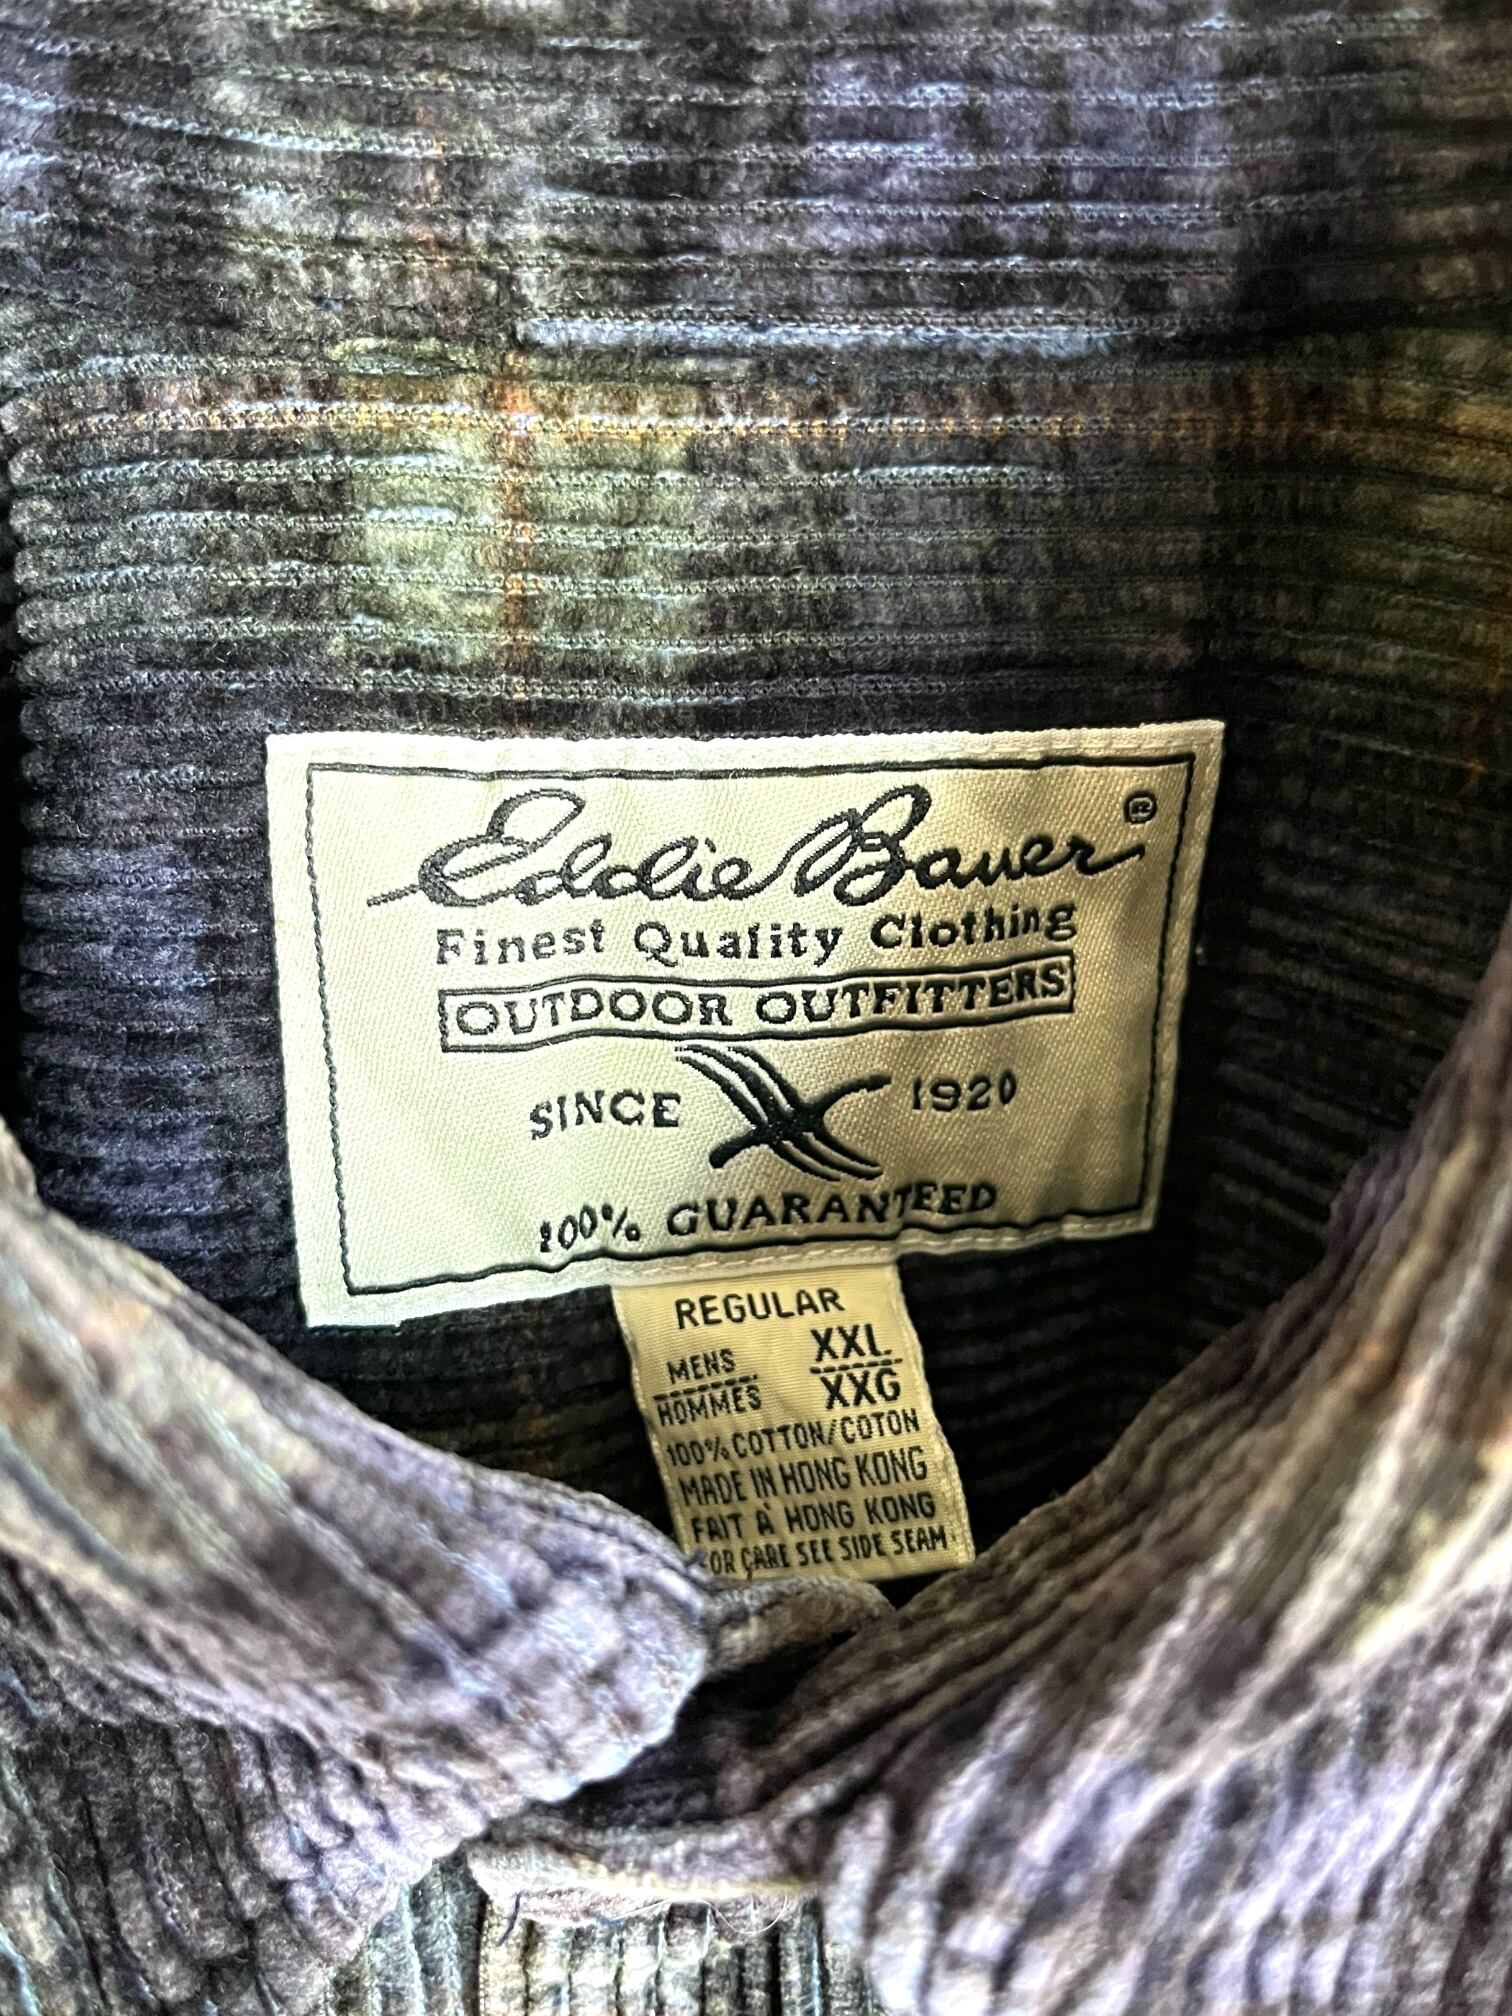 Eddie Bauer®
Finest Quality Clothing
OUTDOOR OUTFITTERS
SINCE 1920
100% GUARANTEED
REGULAR
MENS XXL
HOMMES XXG
100% COTTON/COTON
MADE IN HONG KONG
FAIT À HONG KONG
FOR CARE SEE SIDE SEAM